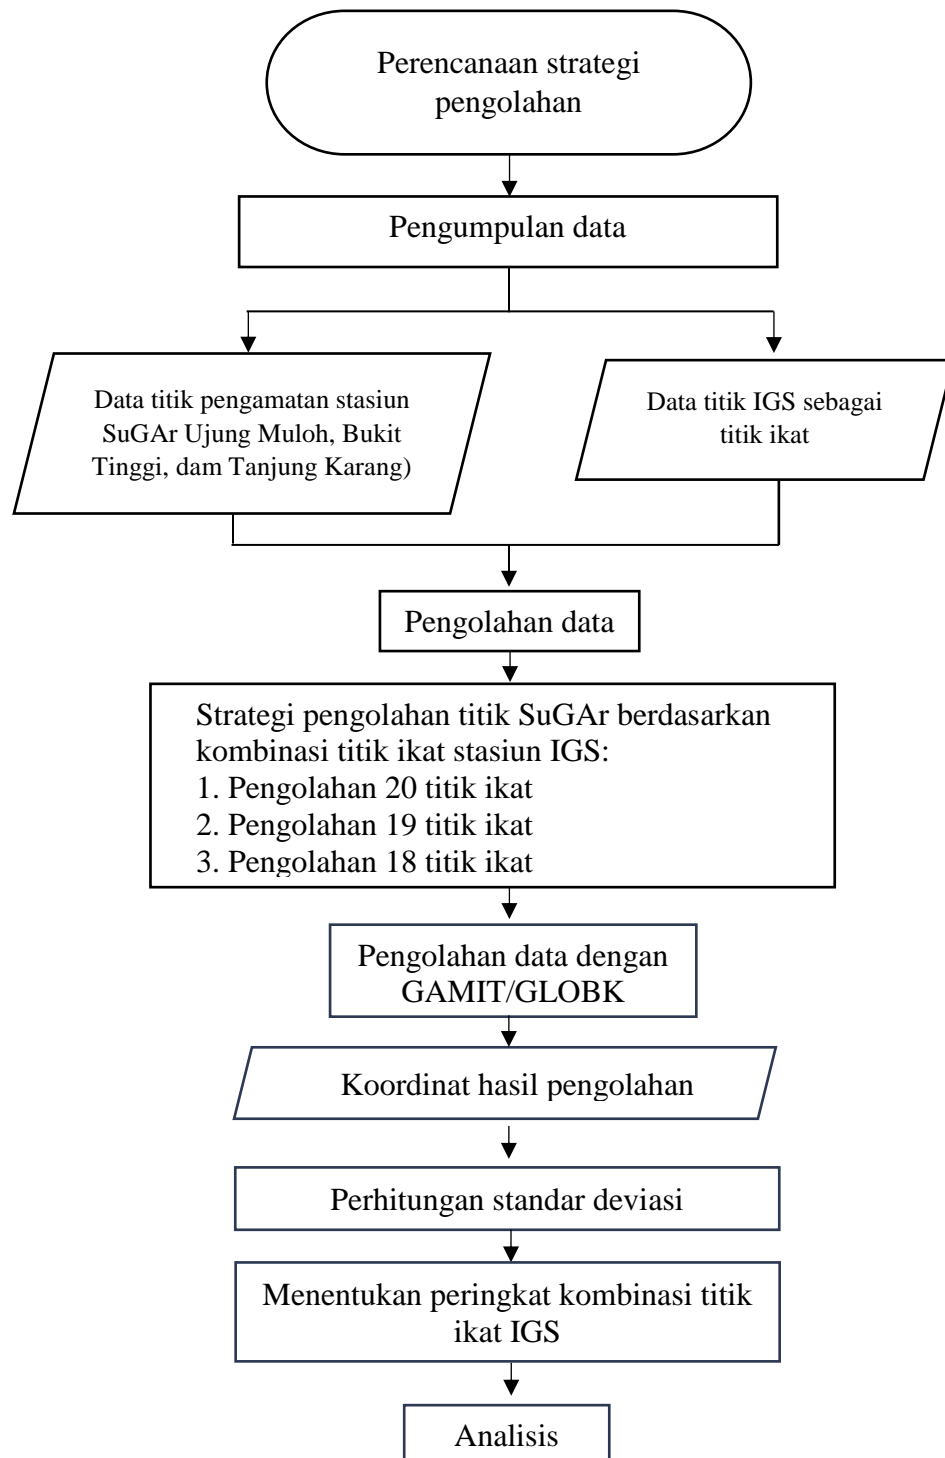 Perencanaan strategi
pengolahan
Pengumpulan data
Data titik pengamatan stasiun
SuGAr Ujung Muloh, Bukit
Tinggi, dam Tanjung Karang)
Data titik IGS sebagai
titik ikat
Pengolahan data
Strategi pengolahan titik SuGAr berdasarkan
kombinasi titik ikat stasiun IGS:
1. Pengolahan 20 titik ikat
2. Pengolahan 19 titik ikat
3. Pengolahan 18 titik ikat
Pengolahan data dengan
GAMIT/GLOBK
Koordinat hasil pengolahan
Perhitungan standar deviasi
Menentukan peringkat kombinasi titik
ikat IGS
Analisis